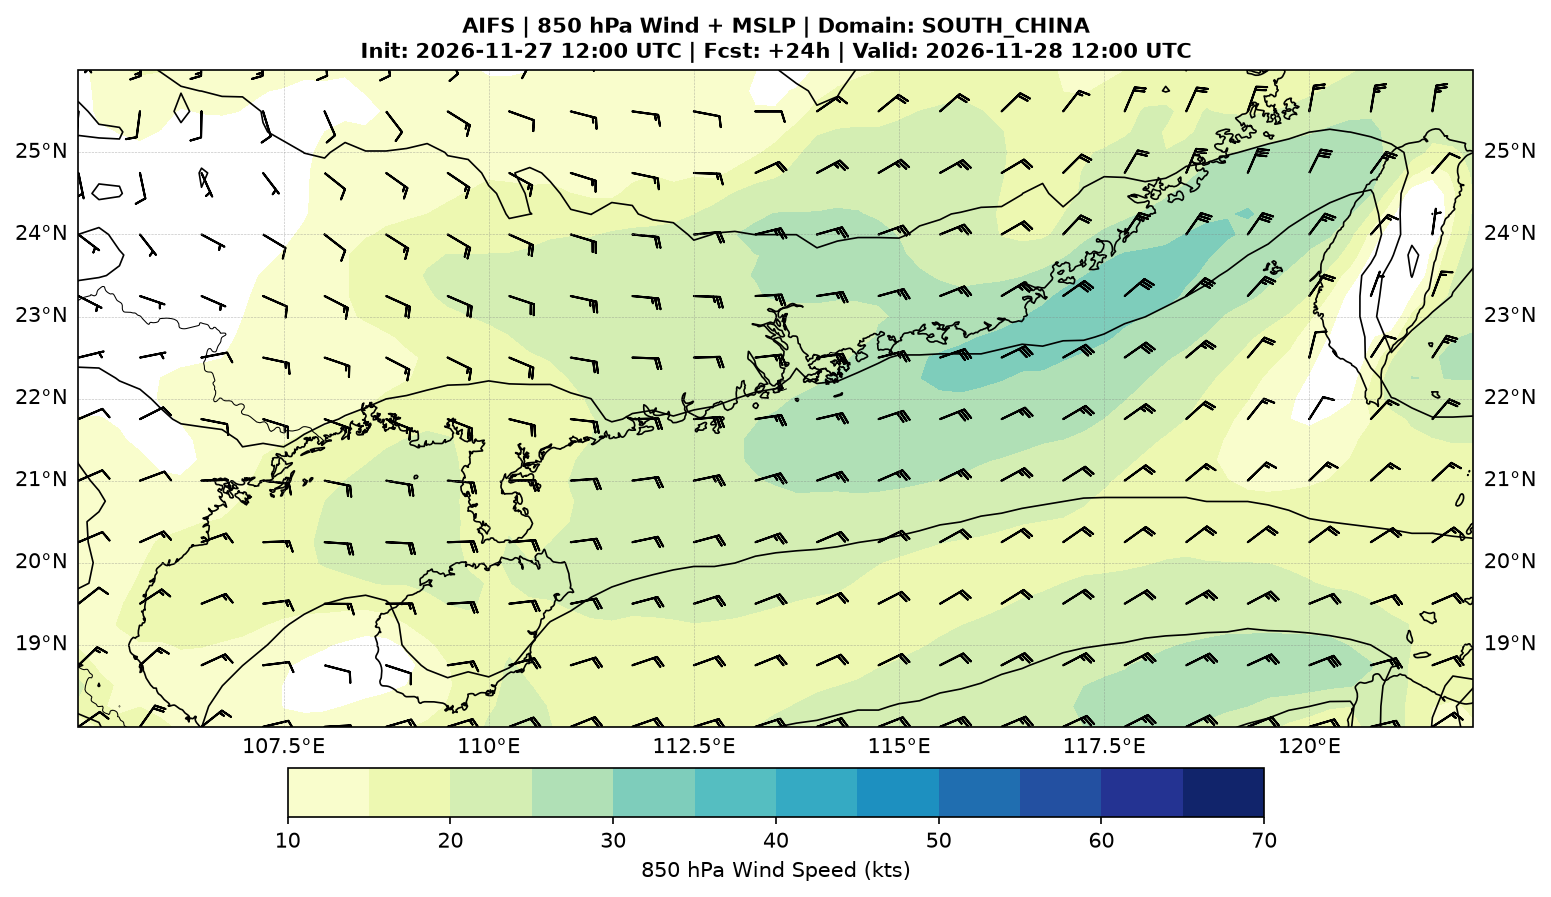 AIFS | 850 hPa Wind + MSLP | Domain: SOUTH_CHINA
Init: 2026-11-27 12:00 UTC | Fcst: +24h | Valid: 2026-11-28 12:00 UTC
25°N 25°N
24°N 24°N
23°N 23°N
22°N 22°N
21°N 21°N
20°N 20°N
19°N 19°N
107.5°E 110°E 112.5°E 115°E 117.5°E 120°E
10 20 30 40 50 60 70
850 hPa Wind Speed (kts)